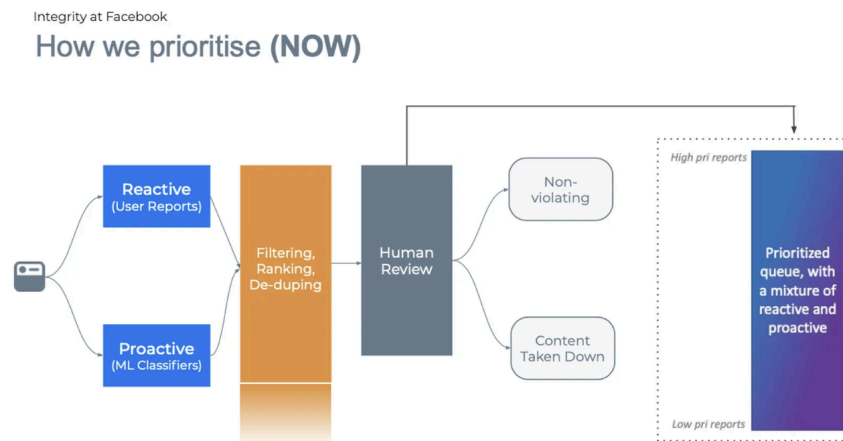 Integrity at Facebook
How we prioritise (NOW)
Reactive
(User Reports)
Proactive
(ML Classifiers)
Filtering,
Ranking,
De-duping
Human
Review
Non-
violating
Content
Taken Down
High pri reports
Prioritized
queue, with
a mixture of
reactive and
proactive
Low pri reports